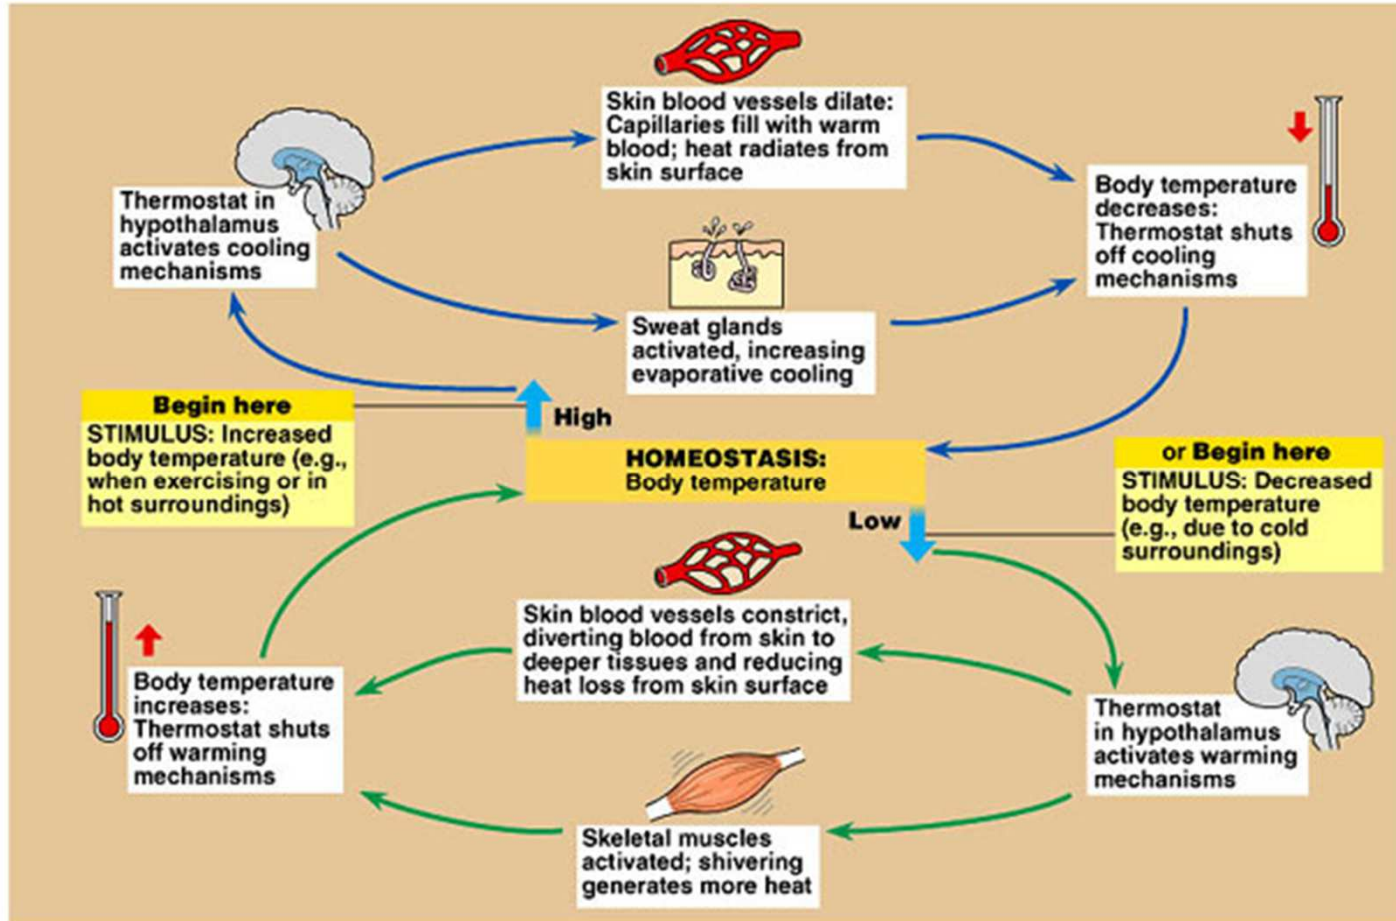 Skin blood vessels dilate:
Capillaries fill with warm
blood; heat radiates from
skin surface
Thermostat in
hypothalamus
activates cooling
mechanisms
Body temperature
decreases:
Thermostat shuts
off cooling
mechanisms
Sweat glands
activated, increasing
evaporative cooling
Begin here
STIMULUS: Increased
body temperature (e.g.,
when exercising or in
hot surroundings)
High
HOMEOSTASIS:
Body temperature
Low
or Begin here
STIMULUS: Decreased
body temperature
(e.g., due to cold
surroundings)
Skin blood vessels constrict,
diverting blood from skin to
deeper tissues and reducing
heat loss from skin surface
Body temperature
increases:
Thermostat shuts
off warming
mechanisms
Thermostat
in hypothalamus
activates warming
mechanisms
Skeletal muscles
activated; shivering
generates more heat